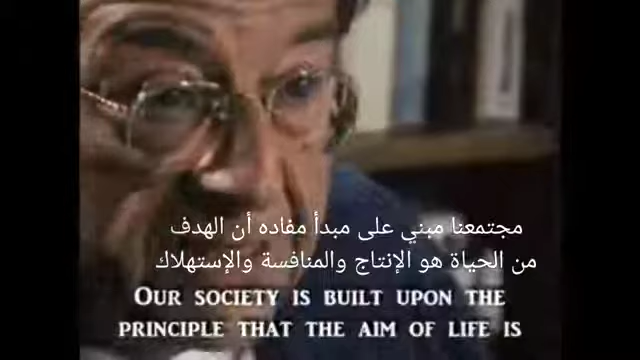 مجتمعنا مبني على مبدأ مفاده أن الهدف
من الحياة هو الإنتاج والمنافسة والإستهلاك
OUR SOCIETY IS BUILT UPON THE
PRINCIPLE THAT THE AIM OF LIFE IS